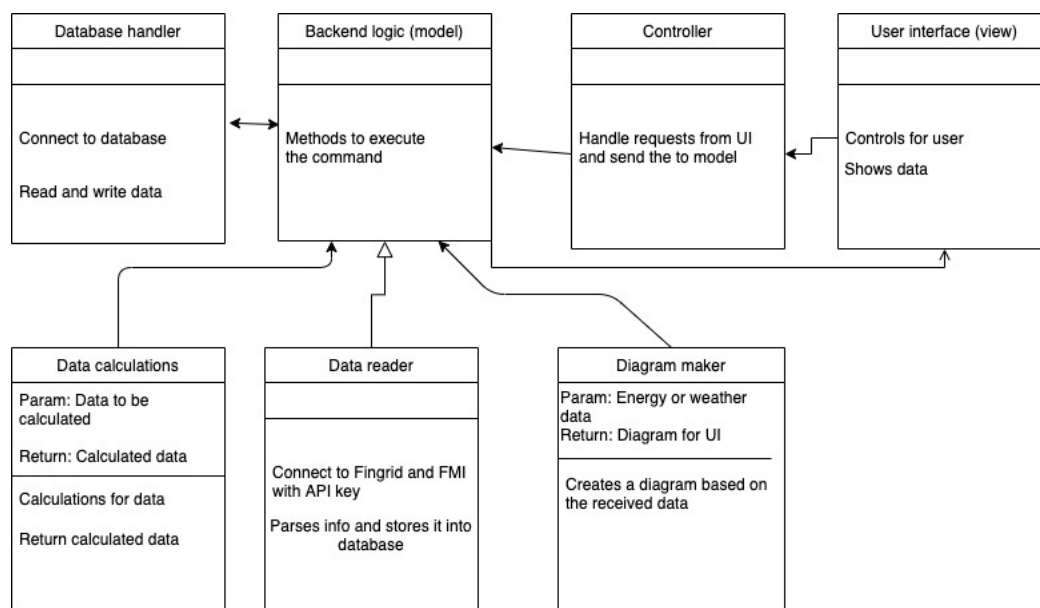 Database handler
Connect to database
Read and write data
Backend logic (model)
Methods to execute
the command
Controller
Handle requests from UI
and send the to model
User interface (view)
Controls for user
Shows data
Data calculations
Param: Data to be
calculated
Return: Calculated data
Calculations for data
Return calculated data
Data reader
Connect to Fingrid and FMI
with API key
Parses info and stores it into
database
Diagram maker
Param: Energy or weather
data
Return: Diagram for UI
Creates a diagram based on
the received data